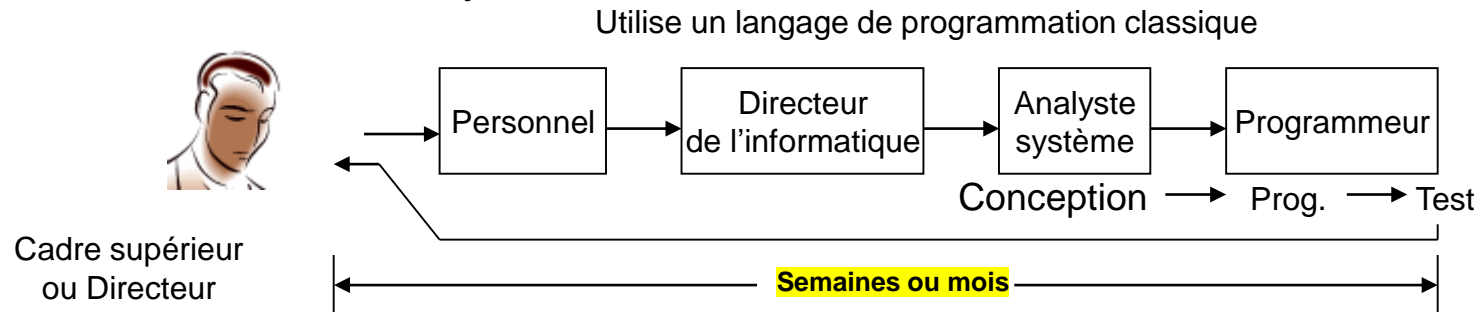 Utilise un langage de programmation classique
Personnel
Directeur
de l’informatique
Analyste
système
Programmeur
Conception
Prog.
Test
Cadre supérieur
ou Directeur
Semaines ou mois